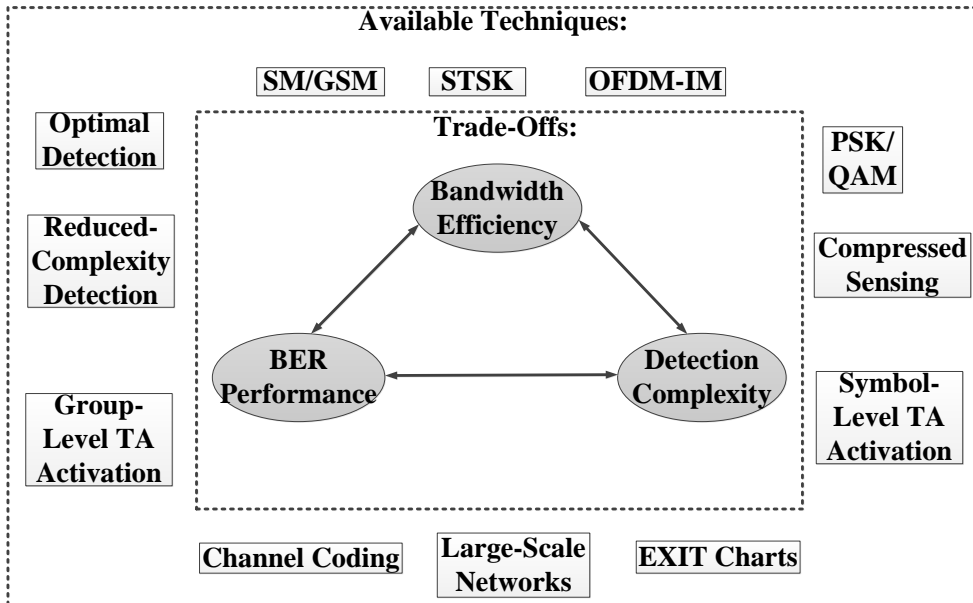 Available Techniques:
SM/GSM
STSK
OFDM-IM
Optimal
Detection
Trade-Offs:
PSK/
QAM
Bandwidth
Efficiency
Reduced-
Complexity
Detection
Compressed
Sensing
BER
Performance
Detection
Complexity
Group-
Level TA
Activation
Symbol-
Level TA
Activation
Channel Coding
Large-Scale
Networks
EXIT Charts